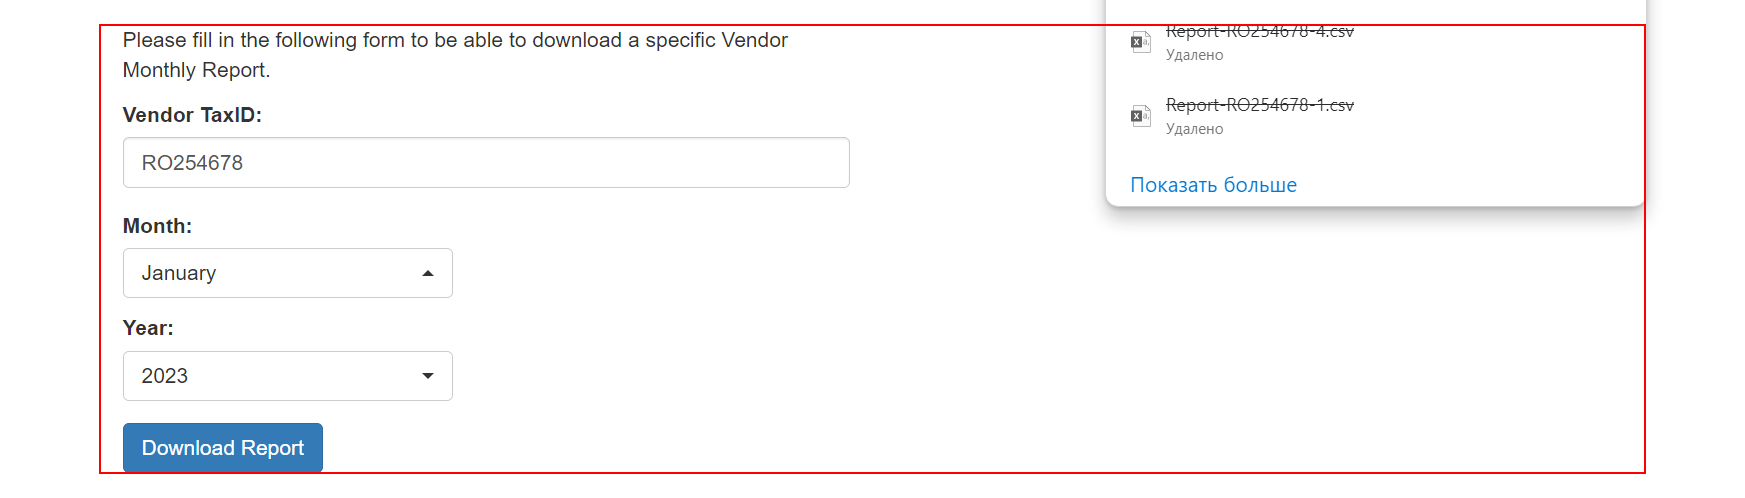 Please fill in the following form to be able to download a specific Vendor
Monthly Report.
Vendor TaxID:
RO254678
Month:
January
Year:
2023
Download Report
Report-RO254678-4.csv
Удалено
Report-RO254678-1.csv
Удалено
Показать больше